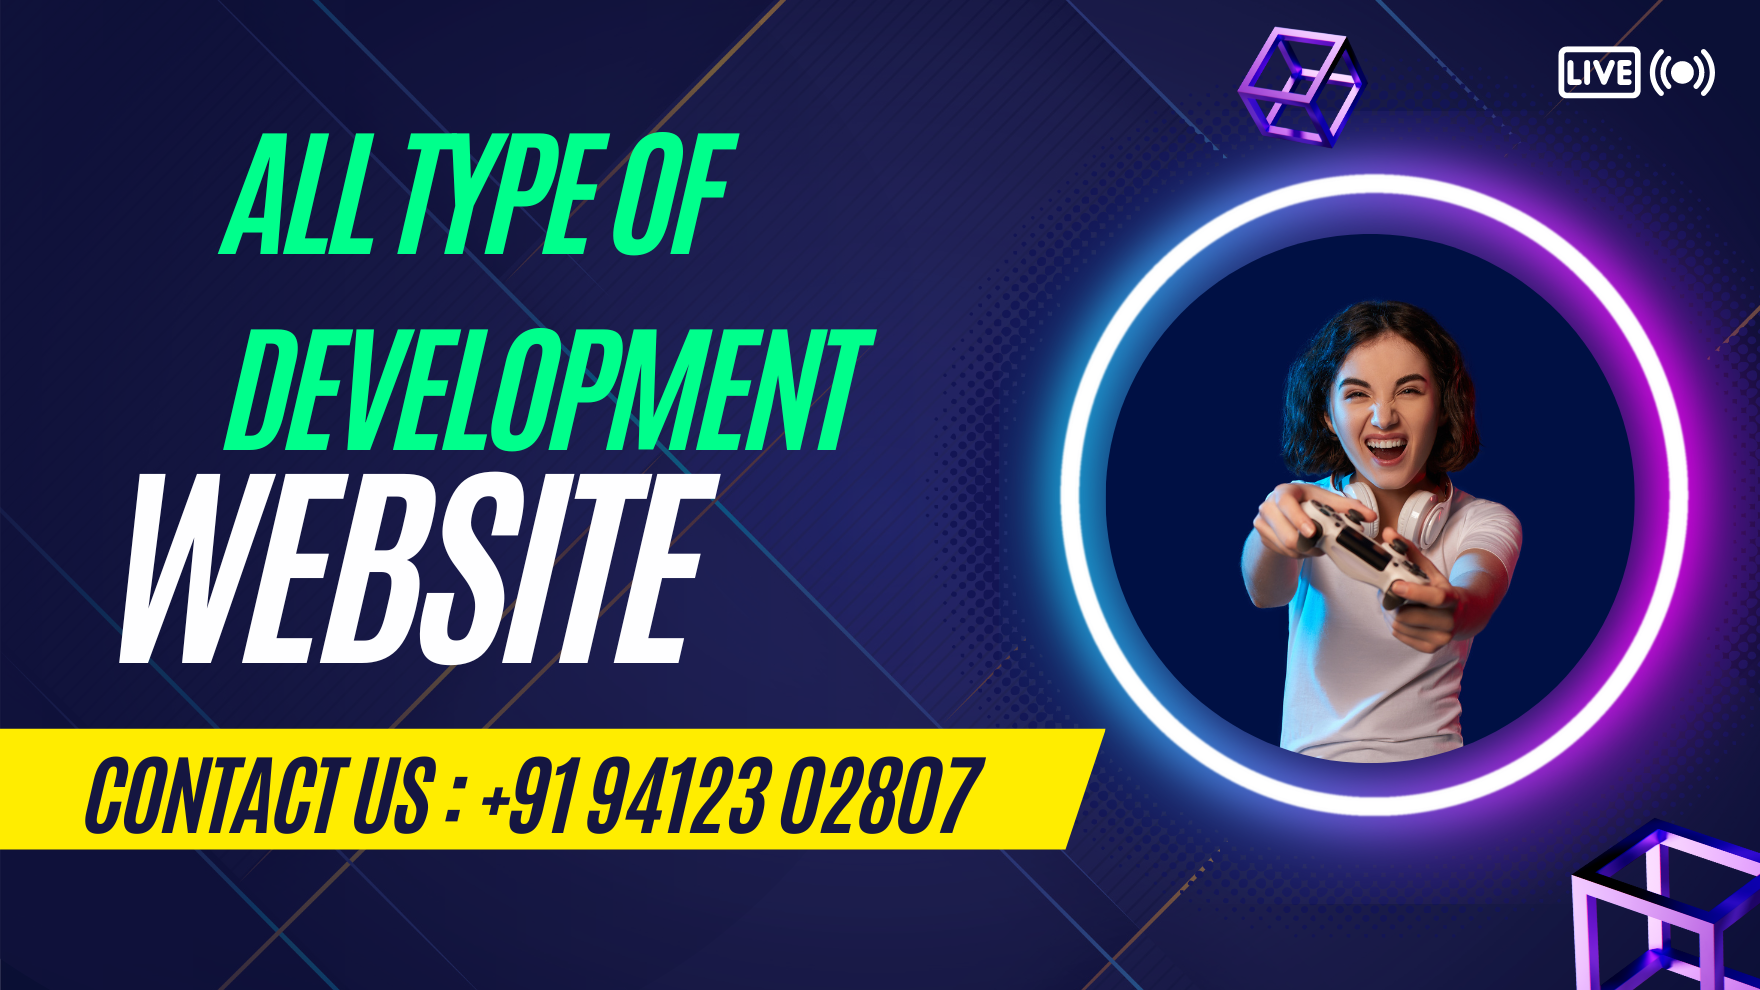 LIVE
ALL TYPE OF
DEVELOPMENT
WEBSITE
CONTACT US : +91 94123 02807